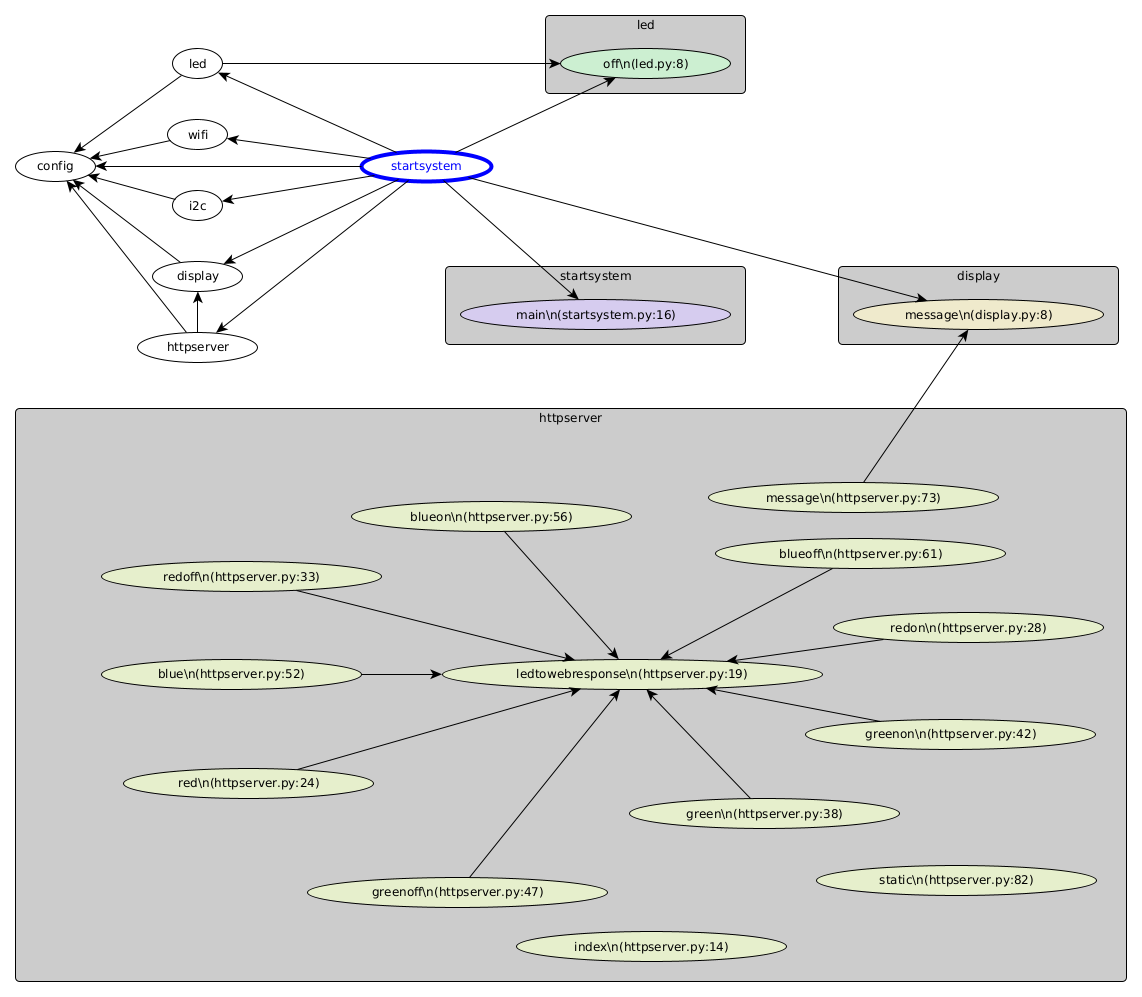 led
led
off\n(led.py:8)
wifi
config
startsystem
i2c
display
startsystem
display
main\n(startsystem.py:16)
message\n(display.py:8)
httpserver
httpserver
message\n(httpserver.py:73)
blueon\n(httpserver.py:56)
blueoff\n(httpserver.py:61)
redoff\n(httpserver.py:33)
redon\n(httpserver.py:28)
blue\n(httpserver.py:52)
ledtowebresponse\n(httpserver.py:19)
greenon\n(httpserver.py:42)
red\n(httpserver.py:24)
green\n(httpserver.py:38)
static\n(httpserver.py:82)
greenoff\n(httpserver.py:47)
index\n(httpserver.py:14)